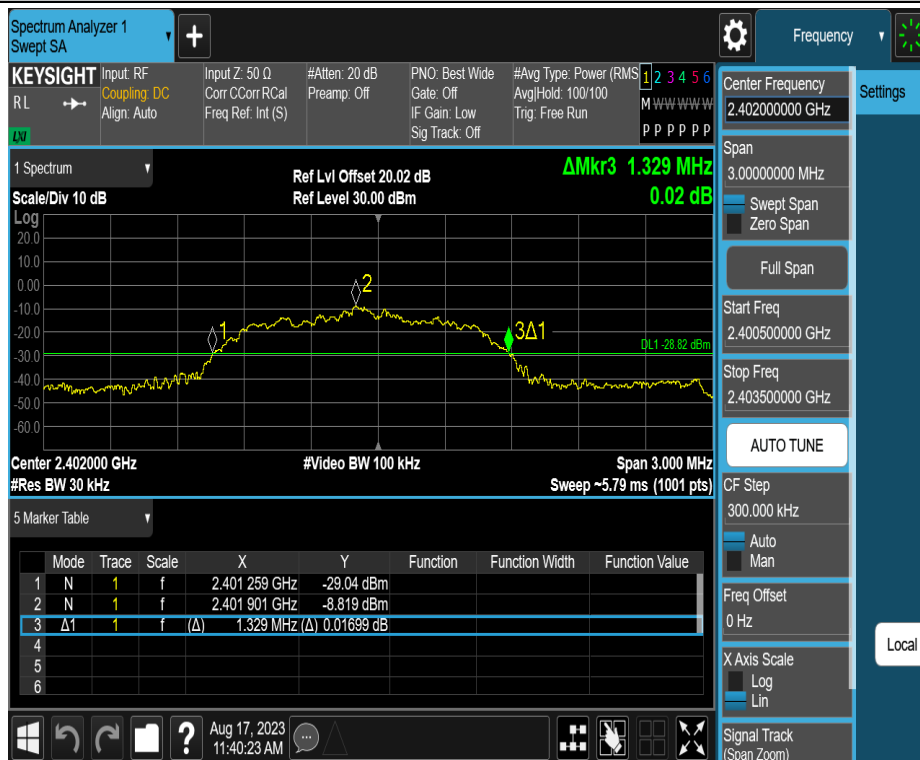 Spectrum Analyzer 1
Swept SA
+
Frequency
KEYSIGHT
RL
LXI
Input: RF
Coupling: DC
Align: Auto
Input Z: 50 Ω
Corr CCorr RCal
Freq Ref: Int (S)
#Atten: 20 dB
Preamp: Off
PNO: Best Wide
Gate: Off
IF Gain: Low
Sig Track: Off
#Avg Type: Power (RMS
Avg|Hold: 100/100
Trig: Free Run
1 2 3 4 5 6
M W W W W W
P P P P P P
1 Spectrum
Scale/Div 10 dB
Ref Lvl Offset 20.02 dB
Ref Level 30.00 dBm
ΔMkr3 1.329 MHz
0.02 dB
Log
20.0
10.0
0.00
-10.0
-20.0
-30.0
-40.0
-50.0
-60.0
1
2
3Δ1
DL1 -28.82 dBm
Center 2.402000 GHz
#Video BW 100 kHz
Span 3.000 MHz
#Res BW 30 kHz
Sweep ~5.79 ms (1001 pts)
5 Marker Table
Mode Trace Scale X Y Function Function Width Function Value
1 N 1 f 2.401 259 GHz -29.04 dBm
2 N 1 f 2.401 901 GHz -8.819 dBm
3 Δ1 1 f (Δ) 1.329 MHz (Δ) 0.01699 dB
4
5
6
?
Aug 17, 2023
11:40:23 AM
Center Frequency
2.402000000 GHz
Span
3.00000000 MHz
Swept Span
Zero Span
Full Span
Start Freq
2.400500000 GHz
Stop Freq
2.403500000 GHz
AUTO TUNE
CF Step
300.000 kHz
Auto
Man
Freq Offset
0 Hz
X Axis Scale
Log
Lin
Signal Track
(Span Zoom)
Settings
Local